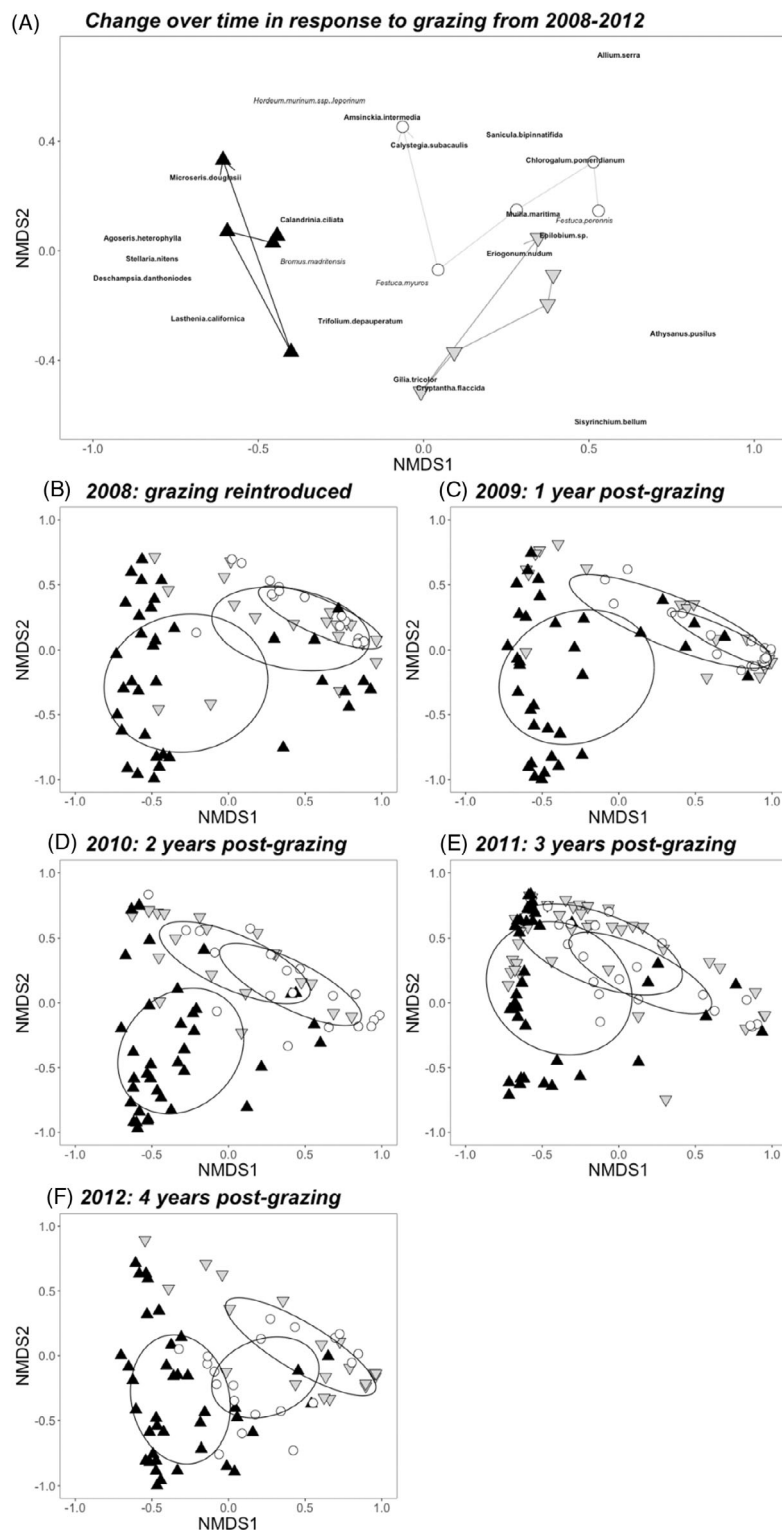 (A) Change over time in response to grazing from 2008-2012
Allium.serra
Herdeum.murinum.ssp..leporinum
Amsinckia.intermedia
0.4
Sanicula.bipinnatifida
Calystegia.subacaulis
Chlorogalum.pomeridianum
Microseris.douglasii
Muilla.maritima
Calandrinia.ciliata
Festuca.perennis
Agoseris.heterophylla
Epilobium.sp.
NMDS2
0.0
Eriogonum.nudum
Stellaria.nitens
Bromus.madritensis
Deschampsia.danthoniodes
Festuca.myuros
Lasthenia.californica
Trifolium.depauperatum
Athysanus.pusilus
-0.4
Gilia.tricolor
Cryptantha.flaccida
Sisyrinchium.bellum
-1.0 -0.5 0.0 0.5 1.0
NMDS1
(B) 2008: grazing reintroduced
1.0
0.5
NMDS2
0.0
-0.5
-1.0
-1.0 -0.5 0.0 0.5 1.0
NMDS1
(C) 2009: 1 year post-grazing
1.0
0.5
NMDS2
0.0
-0.5
-1.0
-1.0 -0.5 0.0 0.5 1.0
NMDS1
(D) 2010: 2 years post-grazing
1.0
0.5
NMDS2
0.0
-0.5
-1.0
-1.0 -0.5 0.0 0.5 1.0
NMDS1
(E) 2011: 3 years post-grazing
1.0
0.5
NMDS2
0.0
-0.5
-1.0
-1.0 -0.5 0.0 0.5 1.0
NMDS1
(F) 2012: 4 years post-grazing
1.0
0.5
NMDS2
0.0
-0.5
-1.0
-1.0 -0.5 0.0 0.5 1.0
NMDS1